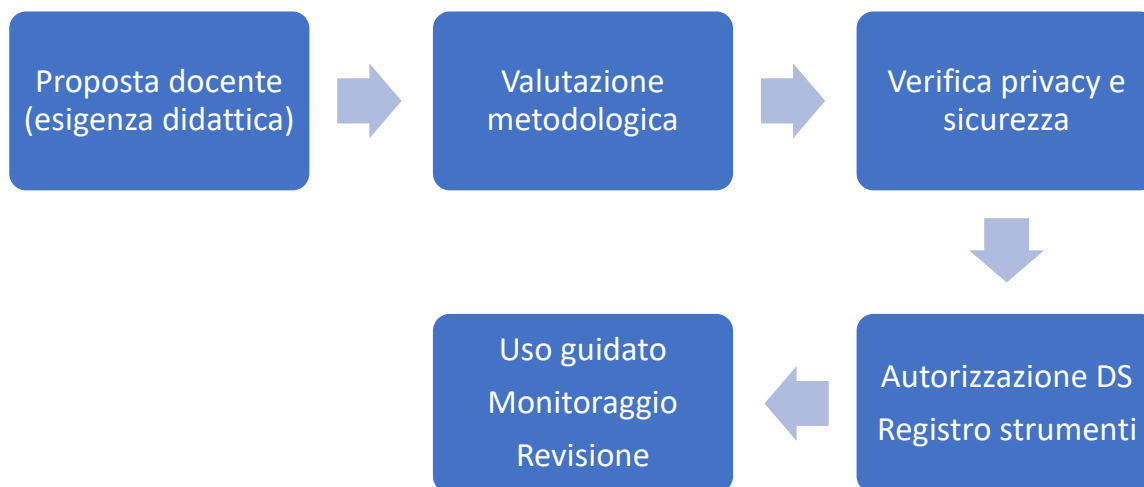 Proposta docente
(esigenza didattica)
Valutazione
metodologica
Verifica privacy e
sicurezza
Autorizzazione DS
Registro strumenti
Uso guidato
Monitoraggio
Revisione